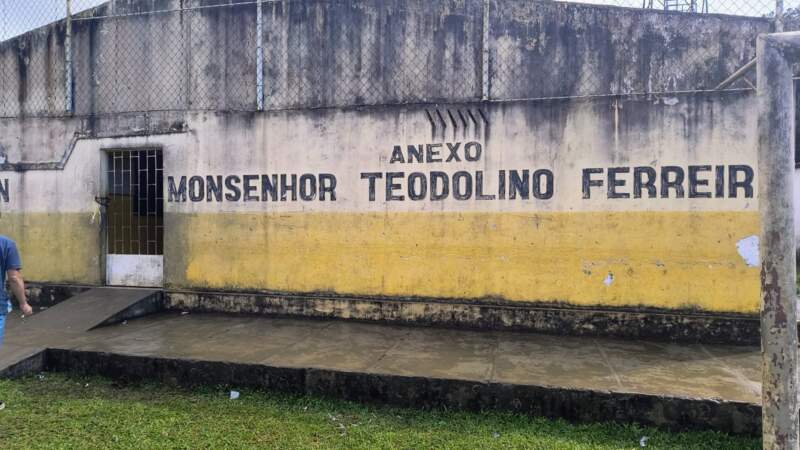 ANEXO
N MONSENHOR TEODOLINO FERREIR